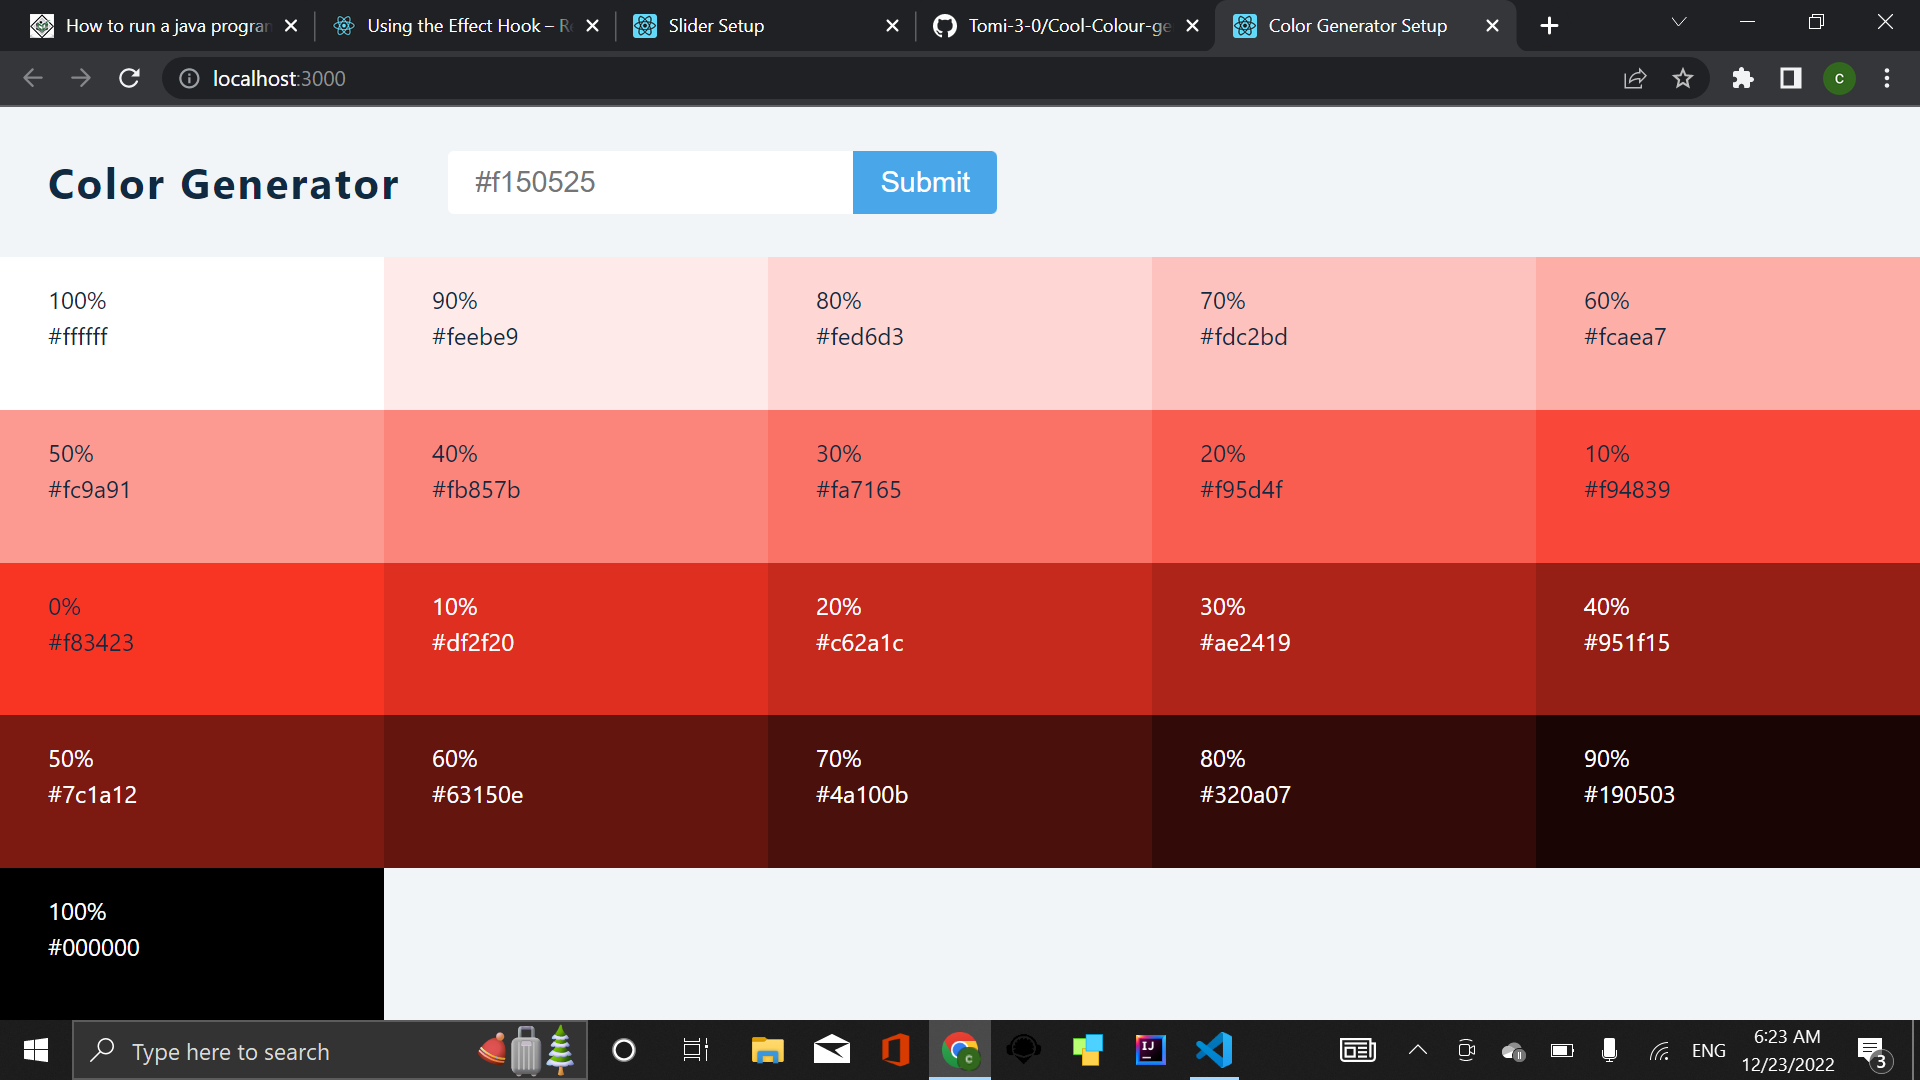 How to run a java program
Using the Effect Hook – Re
Slider Setup
Tomi-3-0/Cool-Colour-ge
Color Generator Setup
localhost:3000
c
Color Generator
#f150525
Submit
100%
#ffffff
90%
#feebe9
80%
#fed6d3
70%
#fdc2bd
60%
#fcaea7
50%
#fc9a91
40%
#fb857b
30%
#fa7165
20%
#f95d4f
10%
#f94839
0%
#f83423
10%
#df2f20
20%
#c62a1c
30%
#ae2419
40%
#951f15
50%
#7c1a12
60%
#63150e
70%
#4a100b
80%
#320a07
90%
#190503
100%
#000000
Type here to search
C
IJ
ENG
6:23 AM
12/23/2022
3